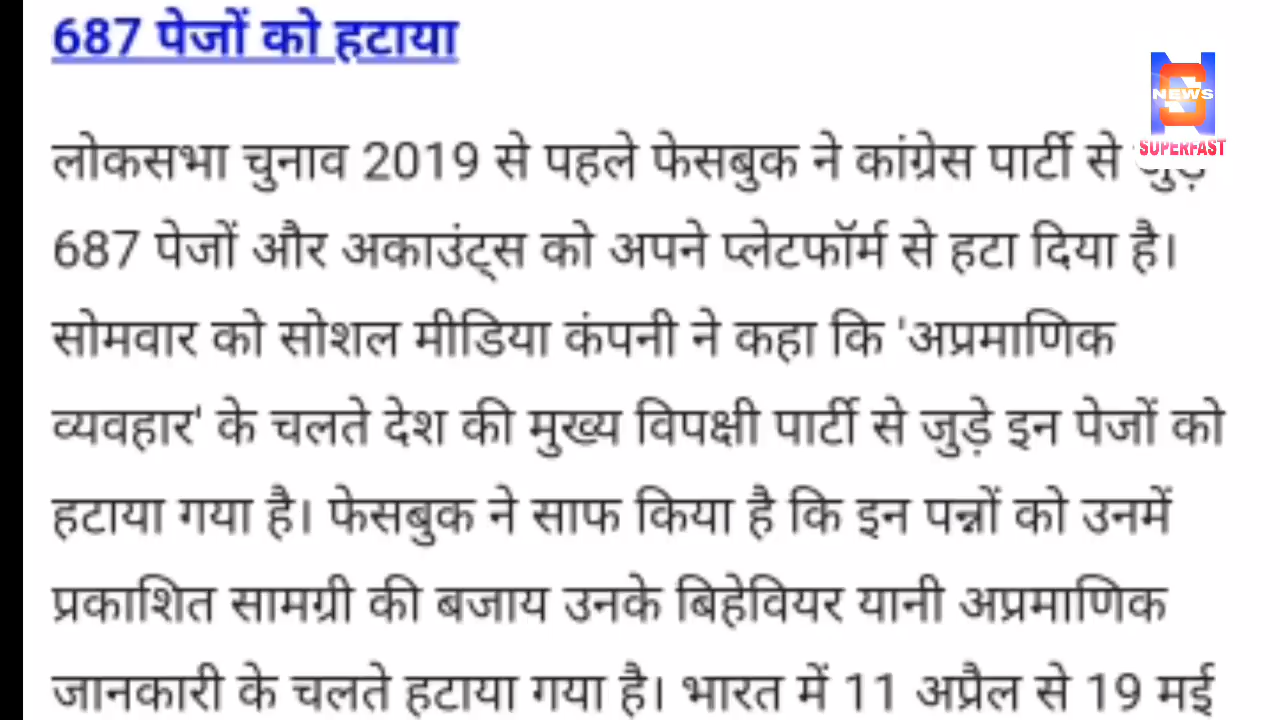 687 पेजों को हटाया
NEWS
SUPERFAST
लोकसभा चुनाव 2019 से पहले फेसबुक ने कांग्रेस पार्टी से
687 पेजों और अकाउंट्स को अपने प्लेटफॉर्म से हटा दिया है।
सोमवार को सोशल मीडिया कंपनी ने कहा कि 'अप्रमाणिक
व्यवहार' के चलते देश की मुख्य विपक्षी पार्टी से जुड़े इन पेजों को
हटाया गया है। फेसबुक ने साफ किया है कि इन पन्नों को उनमें
प्रकाशित सामग्री की बजाय उनके बिहेवियर यानी अप्रमाणिक
जानकारी के चलते हटाया गया है। भारत में 11 अप्रैल से 19 मई